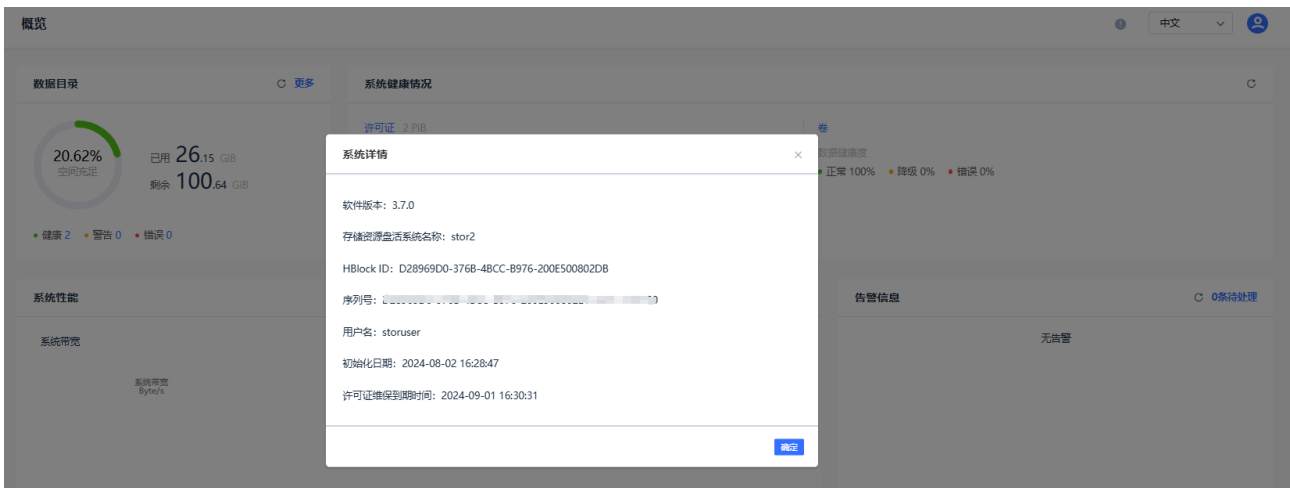 概览
中文
数据目录
更多
20.62%
空间充足
已用 26.15 GiB
剩余 100.64 GiB
健康 2 警告 0 错误 0
系统健康情况
许可证 2 PiB
卷
数据健康度
正常 100% 降级 0% 错误 0%
系统详情
软件版本：3.7.0
存储资源盘活系统名称：stor2
HBlock ID：D28969D0-376B-4BCC-B976-200E500802DB
序列号：
用户名：storuser
初始化日期：2024-08-02 16:28:47
许可证维保到期时间：2024-09-01 16:30:31
确定
系统性能
系统带宽
系统带宽
Byte/s
告警信息
0条待处理
无告警